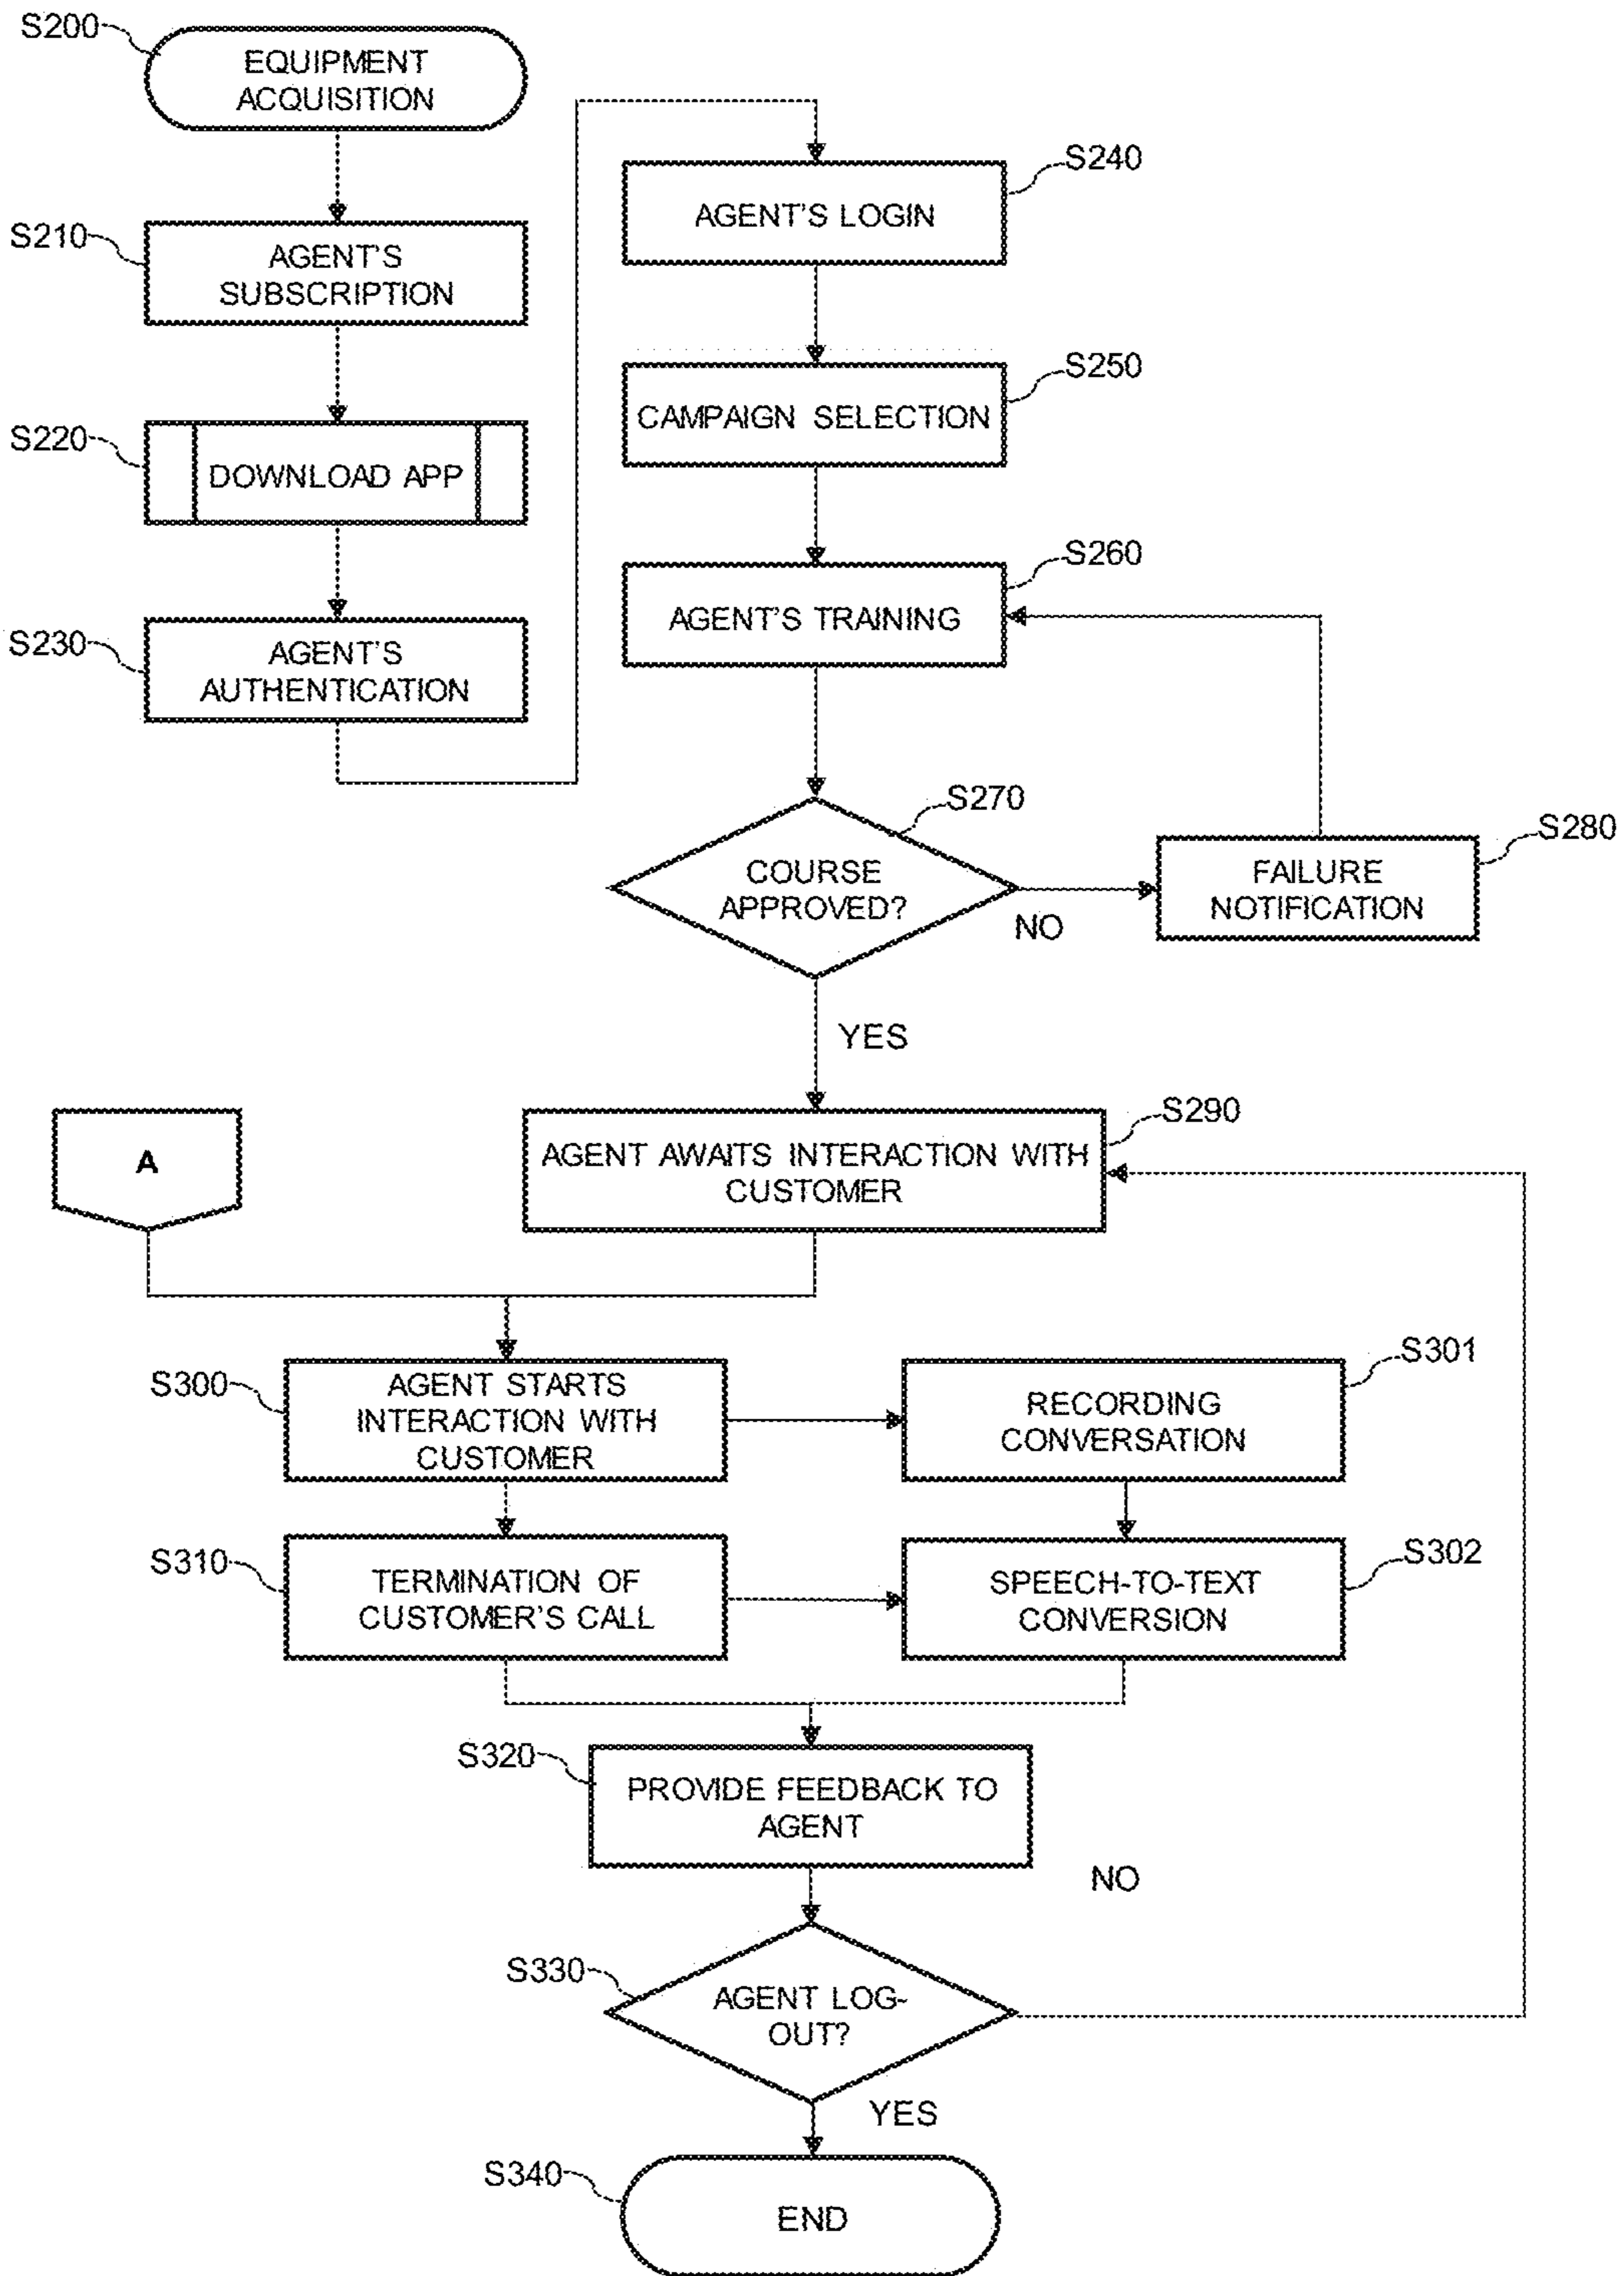 S200
EQUIPMENT
ACQUISITION
S210
AGENT'S
SUBSCRIPTION
S220
DOWNLOAD APP
S230
AGENT'S
AUTHENTICATION
S240
AGENT'S LOGIN
S250
CAMPAIGN SELECTION
S260
AGENT'S TRAINING
S270
COURSE
APPROVED?
NO
S280
FAILURE
NOTIFICATION
YES
A
S290
AGENT AWAITS INTERACTION WITH
CUSTOMER
S300
AGENT STARTS
INTERACTION WITH
CUSTOMER
S301
RECORDING
CONVERSATION
S310
TERMINATION OF
CUSTOMER'S CALL
S302
SPEECH-TO-TEXT
CONVERSION
S320
PROVIDE FEEDBACK TO
AGENT
NO
S330
AGENT LOG-
OUT?
YES
S340
END